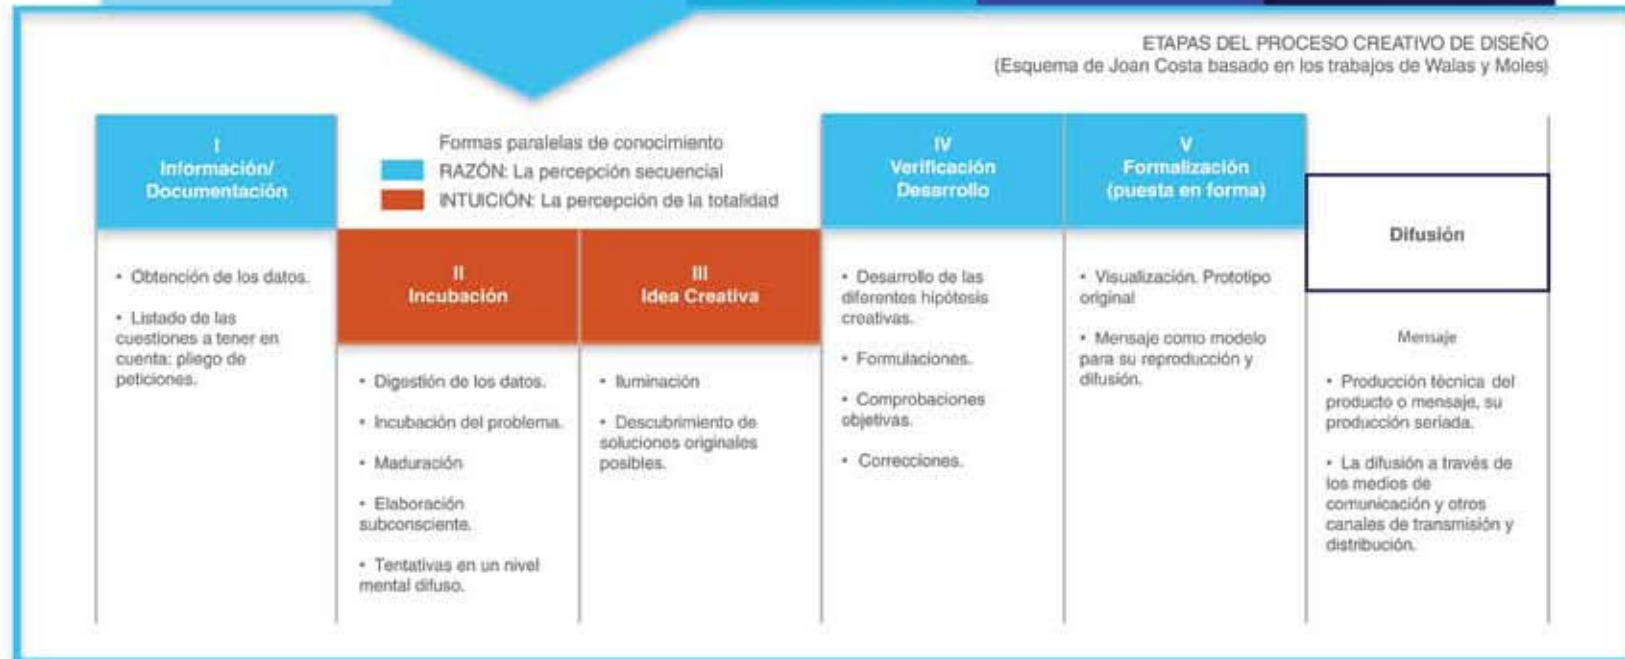 ETAPAS DEL PROCESO CREATIVO DE DISEÑO
(Esquema de Joan Costa basado en los trabajos de Walas y Moles)
I
Información/
Documentación
• Obtención de los datos.
• Listado de las
cuestiones a tener en
cuenta: pliego de
peticiones.
Formas paralelas de conocimiento
RAZÓN: La percepción secuencial
INTUICIÓN: La percepción de la totalidad
II
Incubación
• Digestión de los datos.
• Incubación del problema.
• Maduración
• Elaboración
subconsciente.
• Tentativas en un nivel
mental difuso.
III
Idea Creativa
• Iluminación
• Descubrimiento de
soluciones originales
posibles.
IV
Verificación
Desarrollo
• Desarrollo de las
diferentes hipótesis
creativas.
• Formulaciones.
• Comprobaciones
objetivas.
• Correcciones.
V
Formalización
(puesta en forma)
• Visualización. Prototipo
original
• Mensaje como modelo
para su reproducción y
difusión.
Difusión
Mensaje
• Producción técnica del
producto o mensaje, su
producción seriada.
• La difusión a través de
los medios de
comunicación y otros
canales de transmisión y
distribución.